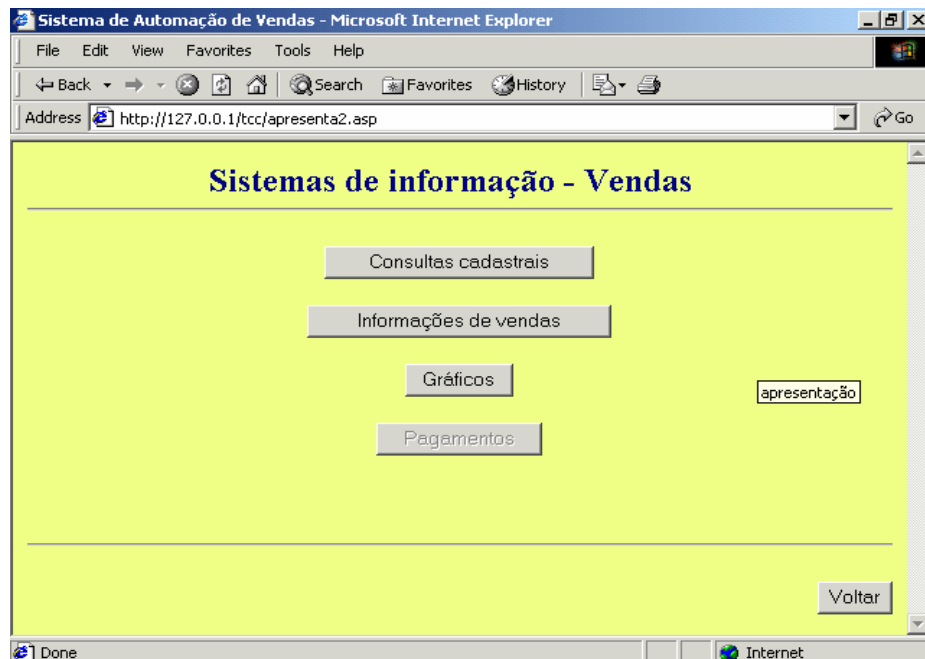 Sistema de Automação de Vendas - Microsoft Internet Explorer
File Edit View Favorites Tools Help
Back Search Favorites History
Address http://127.0.0.1/tcc/apresenta2.asp Go
Sistemas de informação - Vendas
Consultas cadastrais
Informações de vendas
Gráficos
apresentação
Pagamentos
Voltar
Done Internet